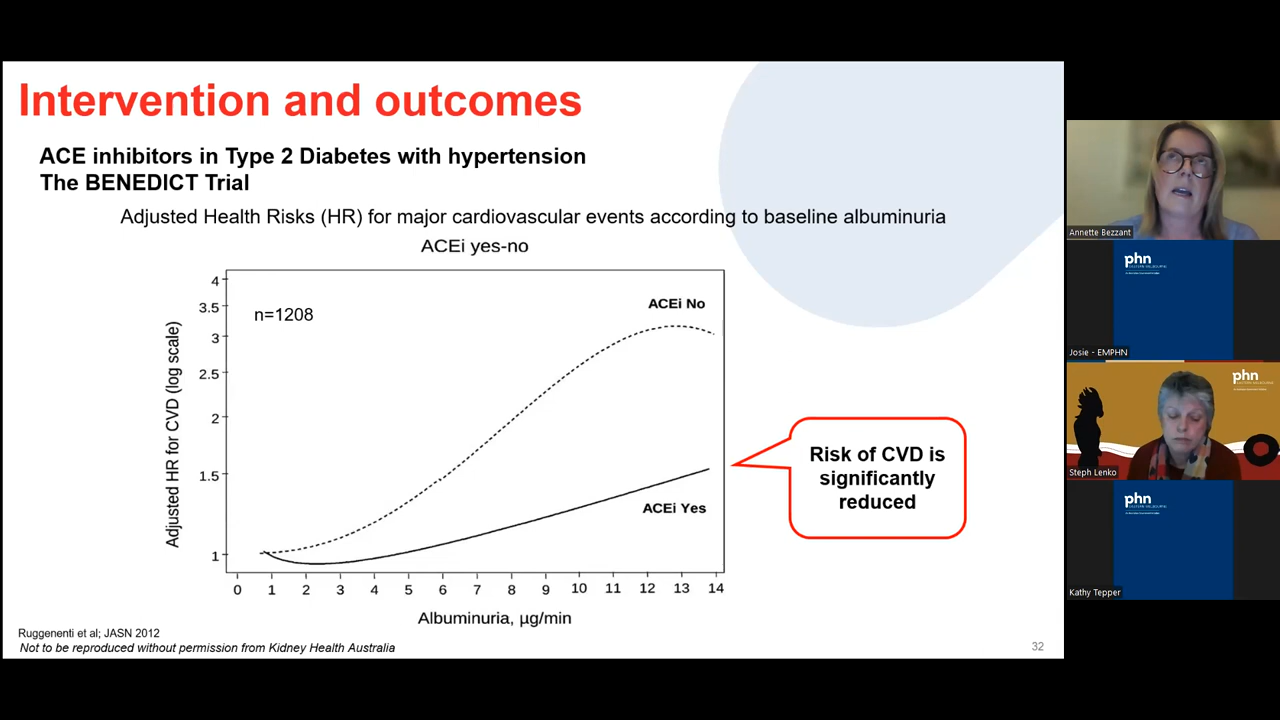 Intervention and outcomes
ACE inhibitors in Type 2 Diabetes with hypertension
The BENEDICT Trial
Adjusted Health Risks (HR) for major cardiovascular events according to baseline albuminuria
ACEi yes-no
4
3.5
3
2.5
2
1.5
1
Adjusted HR for CVD (log scale)
n=1208
ACEi No
ACEi Yes
0 1 2 3 4 5 6 7 8 9 10 11 12 13 14
Albuminuria, µg/min
Risk of CVD is
significantly
reduced
Ruggenenti et al; JASN 2012
Not to be reproduced without permission from Kidney Health Australia
32
Annette Bezzant
phn
Josie - EMPHN
phn
Steph Lenko
phn
Kathy Tepper